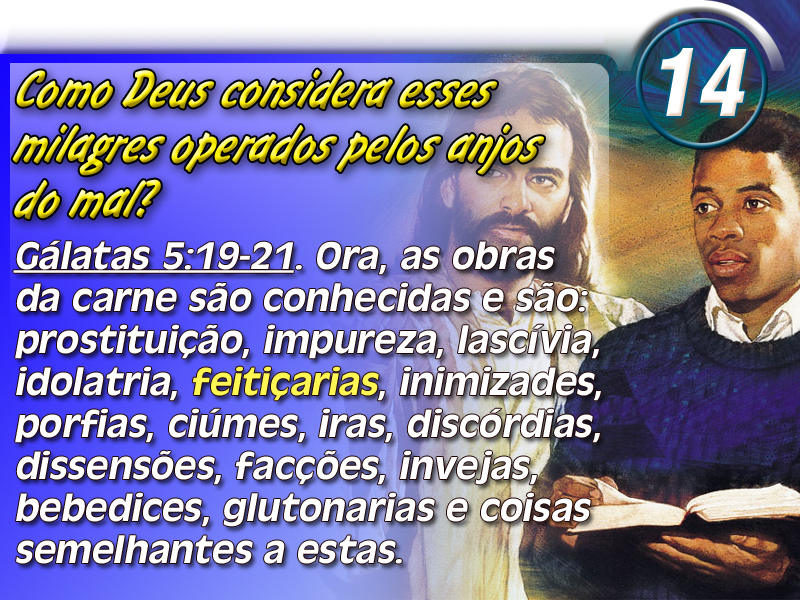 14
Como Deus considera esses
milagres operados pelos anjos
do mal?
Gálatas 5:19-21. Ora, as obras
da carne são conhecidas e são:
prostituição, impureza, lascívia,
idolatria, feitiçarias, inimizades,
porfias, ciúmes, iras, discórdias,
dissensões, facções, invejas,
bebedices, glutonarias e coisas
semelhantes a estas.